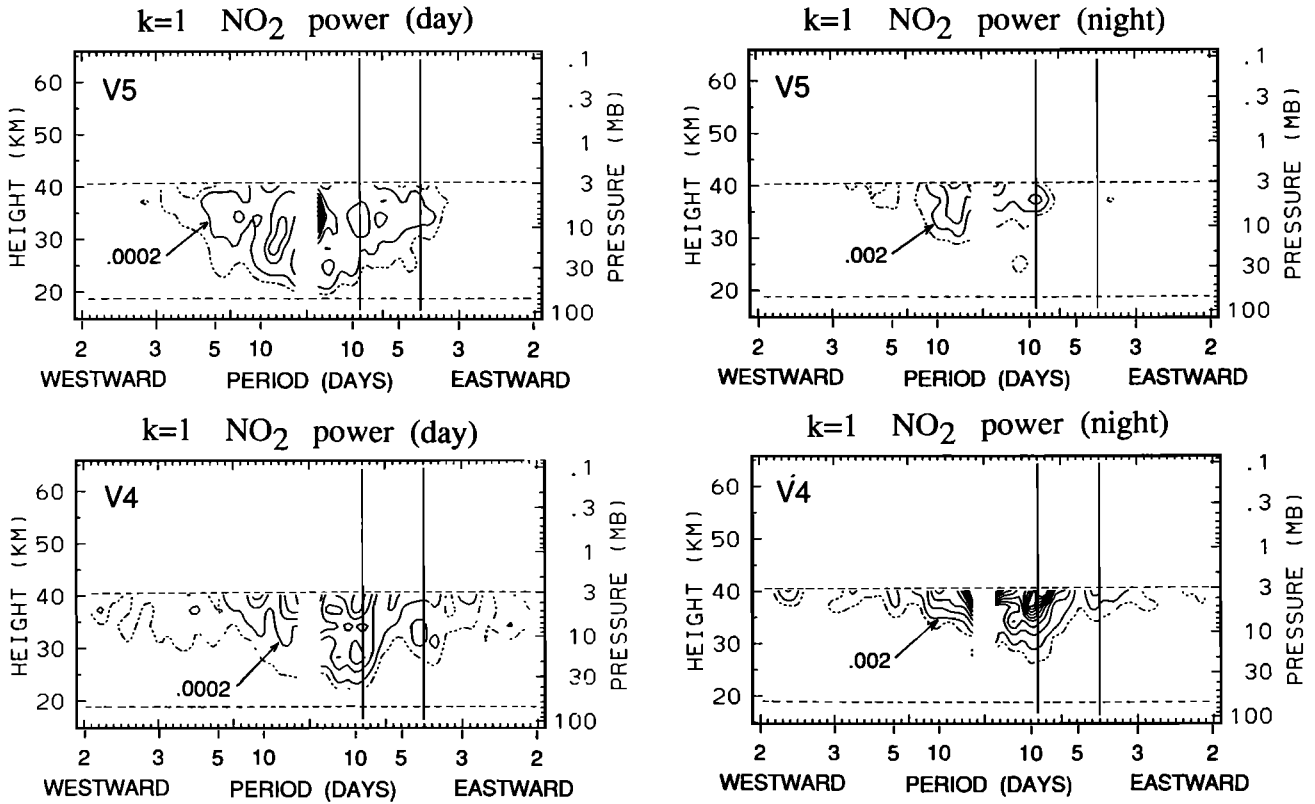 k=1 NO2 power (day)
V5
HEIGHT (KM)
60
50
40
30
20
.1
.3
1
3
10
30
100
PRESSURE (MB)
.0002
2 3 5 10 10 5 3 2
WESTWARD PERIOD (DAYS) EASTWARD
k=1 NO2 power (night)
V5
HEIGHT (KM)
60
50
40
30
20
.1
.3
1
3
10
30
100
PRESSURE (MB)
.002
2 3 5 10 10 5 3 2
WESTWARD PERIOD (DAYS) EASTWARD
k=1 NO2 power (day)
V4
HEIGHT (KM)
60
50
40
30
20
.1
.3
1
3
10
30
100
PRESSURE (MB)
.0002
2 3 5 10 10 5 3 2
WESTWARD PERIOD (DAYS) EASTWARD
k=1 NO2 power (night)
V4
HEIGHT (KM)
60
50
40
30
20
.1
.3
1
3
10
30
100
PRESSURE (MB)
.002
2 3 5 10 10 5 3 2
WESTWARD PERIOD (DAYS) EASTWARD